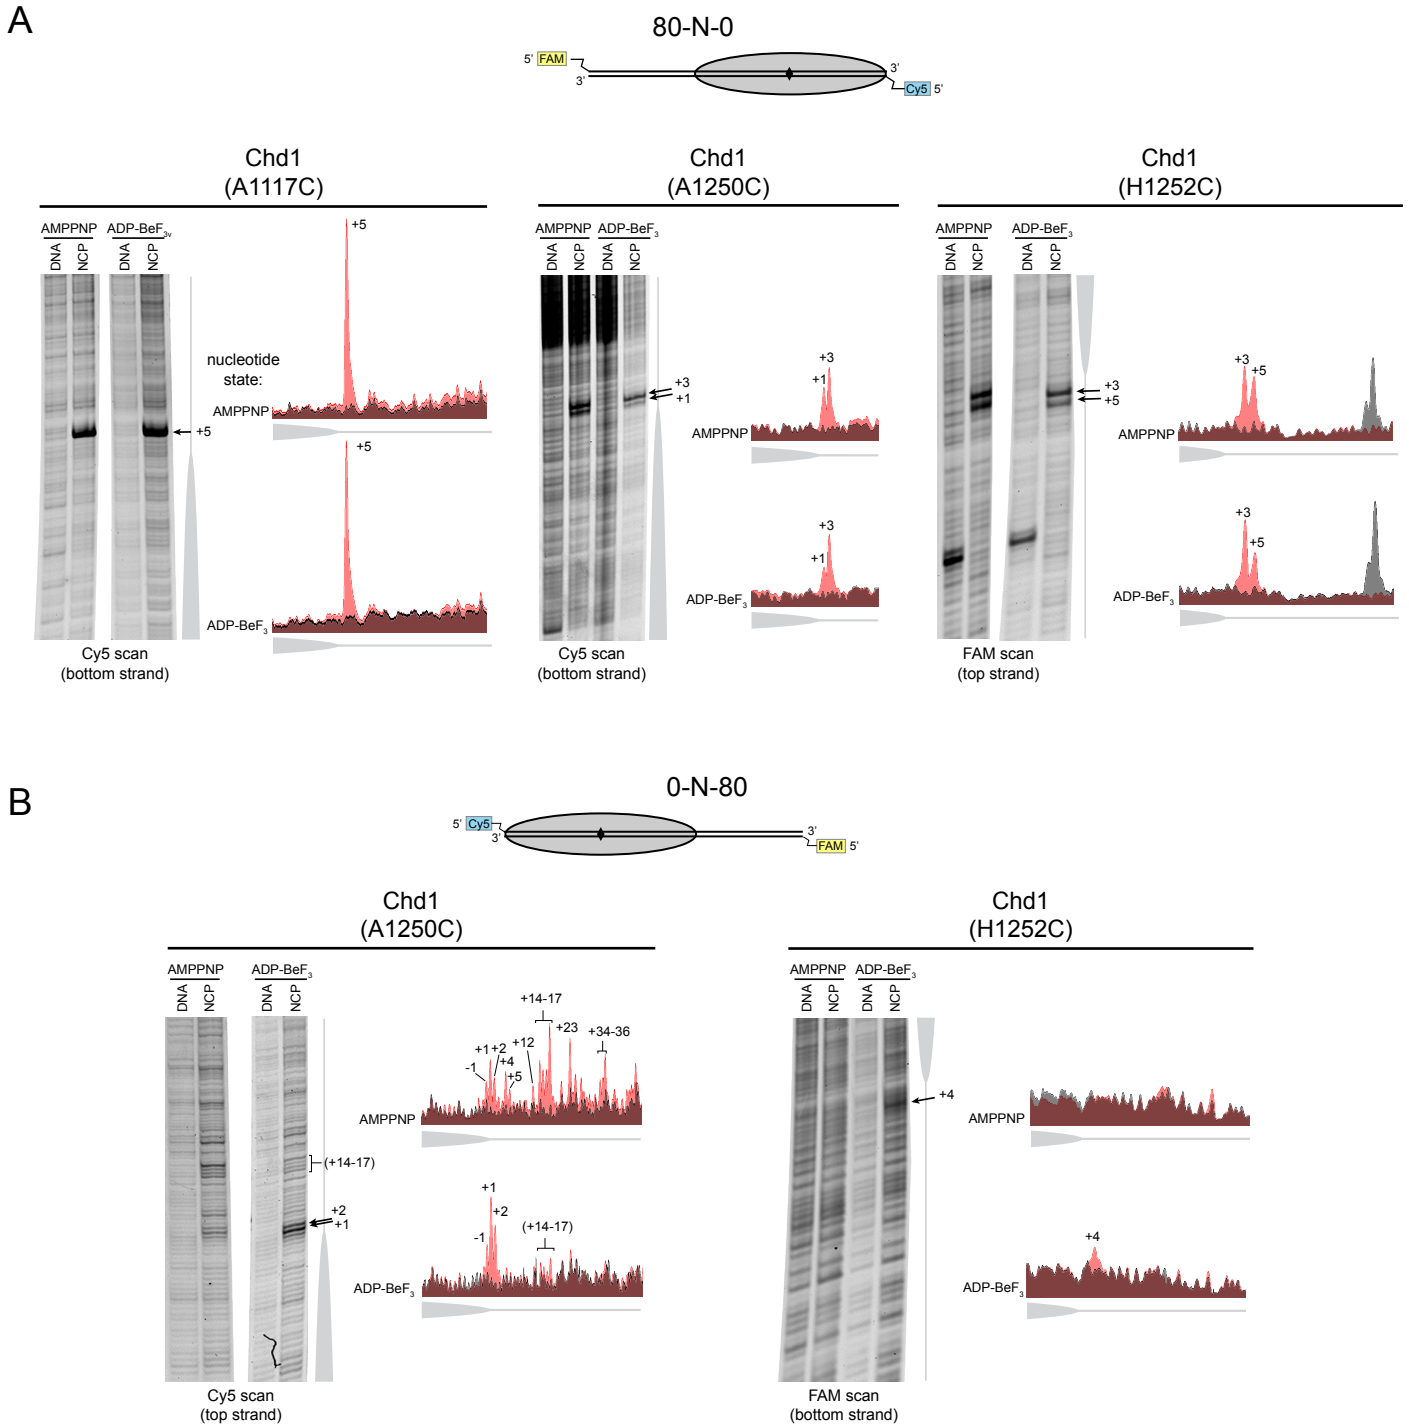 A
80-N-0
5' FAM
3'
3'
Cy5 5'
Chd1
(A1117C)
AMPPNP ADP-BeF3v
DNA NCP DNA NCP
+5
nucleotide
state:
+5
AMPPNP
+5
ADP-BeF3
Cy5 scan
(bottom strand)
Chd1
(A1250C)
AMPPNP ADP-BeF3
DNA NCP DNA NCP
+3
+1
+3
+1
AMPPNP
+3
+1
ADP-BeF3
Cy5 scan
(bottom strand)
Chd1
(H1252C)
AMPPNP ADP-BeF3
DNA NCP DNA NCP
+3
+5
+3
+5
AMPPNP
+3
+5
ADP-BeF3
FAM scan
(top strand)
B
0-N-80
5' Cy5
3'
3'
FAM 5'
Chd1
(A1250C)
AMPPNP ADP-BeF3
DNA NCP DNA NCP
(+14-17)
+2
+1
+14-17
+23
+34-36
+12
+1 +2
+4
-1
+5
AMPPNP
+1
+2
(+14-17)
-1
ADP-BeF3
Cy5 scan
(top strand)
Chd1
(H1252C)
AMPPNP ADP-BeF3
DNA NCP DNA NCP
+4
AMPPNP
+4
ADP-BeF3
FAM scan
(bottom strand)